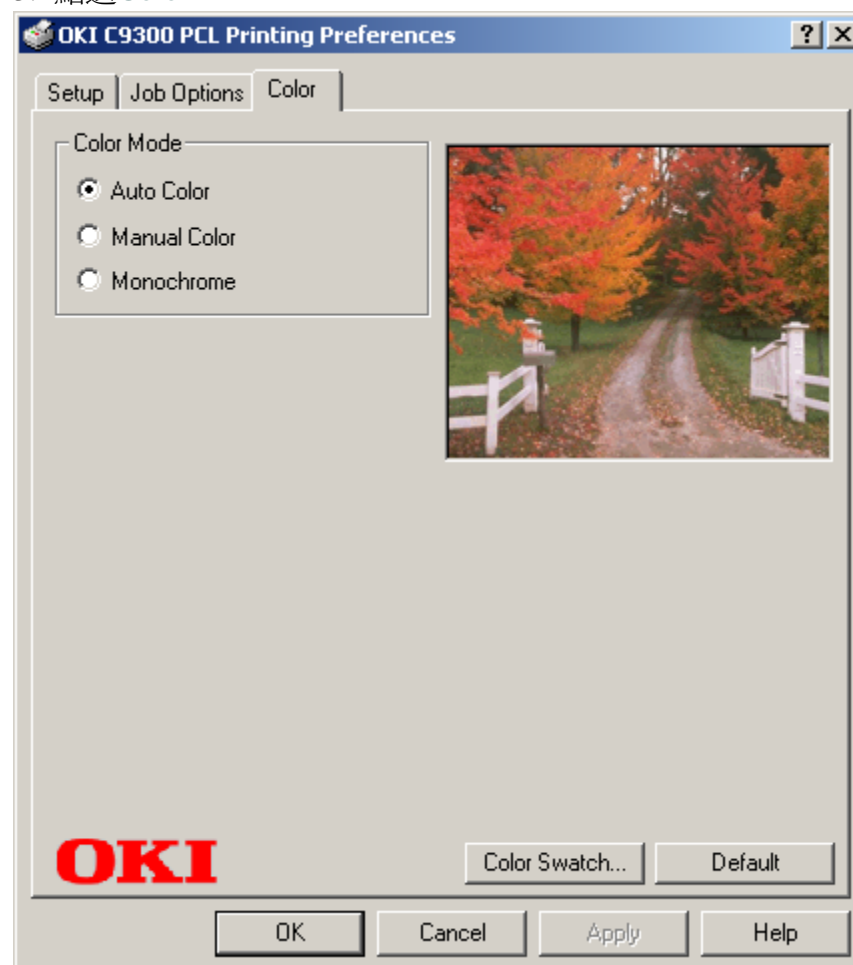 OKI C9300 PCL Printing Preferences
Setup Job Options Color
Color Mode
Auto Color
Manual Color
Monochrome
OKI
Color Swatch... Default
OK Cancel Apply Help